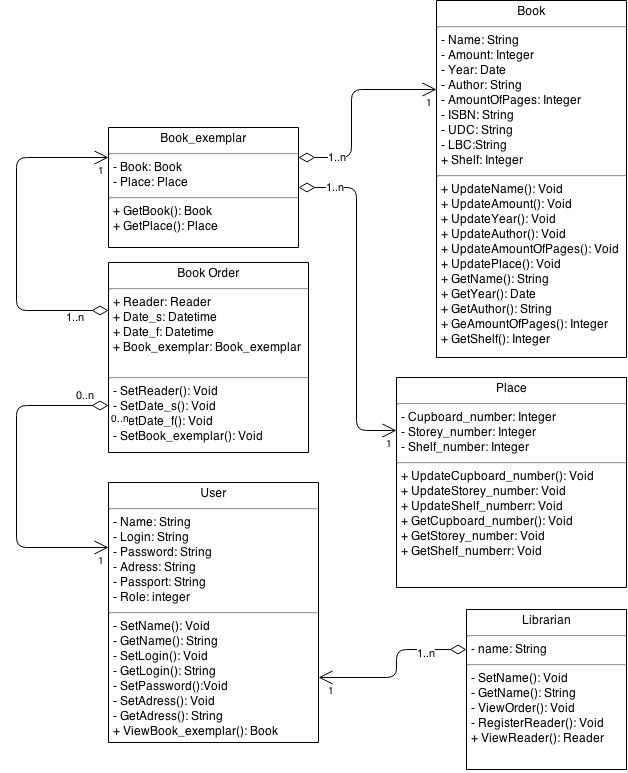 Book
- Name: String
- Amount: Integer
- Year: Date
- Author: String
- AmountOfPages: Integer
- ISBN: String
- UDC: String
- LBC:String
+ Shelf: Integer
+ UpdateName(): Void
+ UpdateAmount(): Void
+ UpdateYear(): Void
+ UpdateAuthor(): Void
+ UpdateAmountOfPages(): Void
+ UpdatePlace(): Void
+ GetName(): String
+ GetYear(): Date
+ GetAuthor(): String
+ GeAmountOfPages(): Integer
+ GetShelf(): Integer
1
Book_exemplar
- Book: Book
- Place: Place
+ GetBook(): Book
+ GetPlace(): Place
1..n
1..n
1
Book Order
+ Reader: Reader
+ Date_s: Datetime
+ Date_f: Datetime
+ Book_exemplar: Book_exemplar
- SetReader(): Void
- SetDate_s(): Void
etDate_f(): Void
- SetBook_exemplar(): Void
1..n
0..n
0..n
Place
- Cupboard_number: Integer
- Storey_number: Integer
- Shelf_number: Integer
+ UpdateCupboard_number(): Void
+ UpdateStorey_number: Void
+ UpdateShelf_numberr: Void
+ GetCupboard_number(): Void
+ GetStorey_number: Void
+ GetShelf_numberr: Void
1
User
- Name: String
- Login: String
- Password: String
- Adress: String
- Passport: String
- Role: integer
- SetName(): Void
- GetName(): String
- SetLogin(): Void
- GetLogin(): String
- SetPassword():Void
- SetAdress(): Void
- GetAdress(): String
+ ViewBook_exemplar(): Book
1
1
1..n
Librarian
- name: String
- SetName(): Void
- GetName(): String
- ViewOrder(): Void
- RegisterReader(): Void
+ ViewReader(): Reader